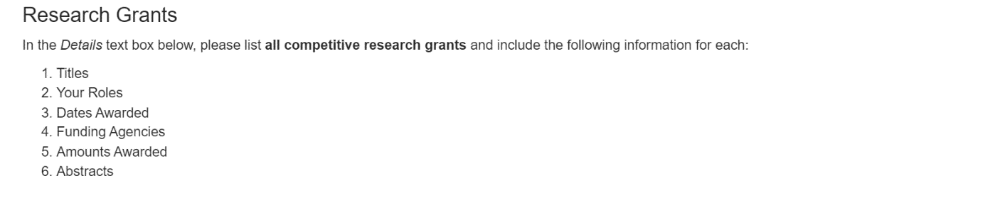 Research Grants
In the Details text box below, please list all competitive research grants and include the following information for each:
1. Titles
2. Your Roles
3. Dates Awarded
4. Funding Agencies
5. Amounts Awarded
6. Abstracts